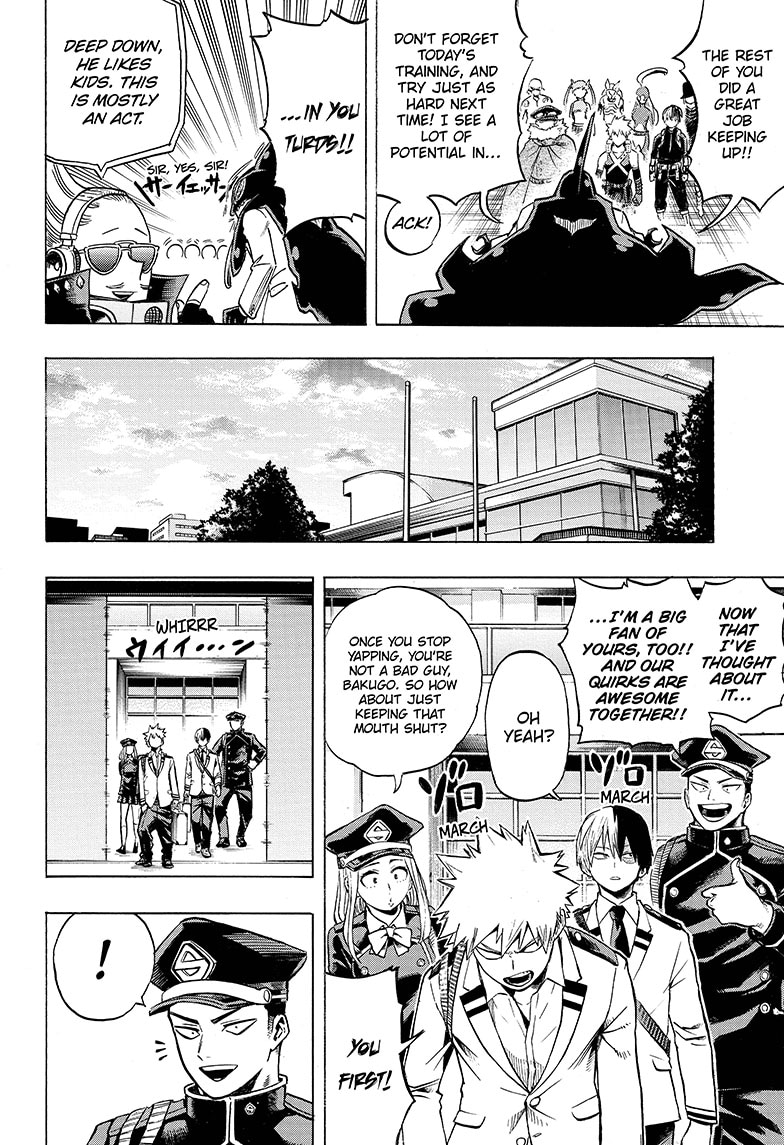 THE REST
OF YOU
DID A
GREAT
JOB
KEEPING
UP!!
DON'T FORGET
TODAY'S
TRAINING, AND
TRY JUST AS
HARD NEXT
TIME! I SEE
A LOT OF
POTENTIAL IN...
ACK!
...IN YOU
TURDS!!
SIR, YES, SIR!
サー イエッサー
DEEP DOWN,
HE LIKES
KIDS. THIS
IS MOSTLY
AN ACT.
NOW
THAT
I'VE
THOUGHT
ABOUT
IT...
...I'M A BIG
FAN OF
YOURS, TOO!!
AND OUR
QUIRKS ARE
AWESOME
TOGETHER!!
OH
YEAH?
ONCE YOU STOP
YAPPING, YOU'RE
NOT A BAD GUY,
BAKUGO. SO HOW
ABOUT JUST
KEEPING THAT
MOUTH SHUT?
ゾロ
MARCH
ゾロ
MARCH
YOU
FIRST!
WHIRRR
ウィィ・・・ン
!